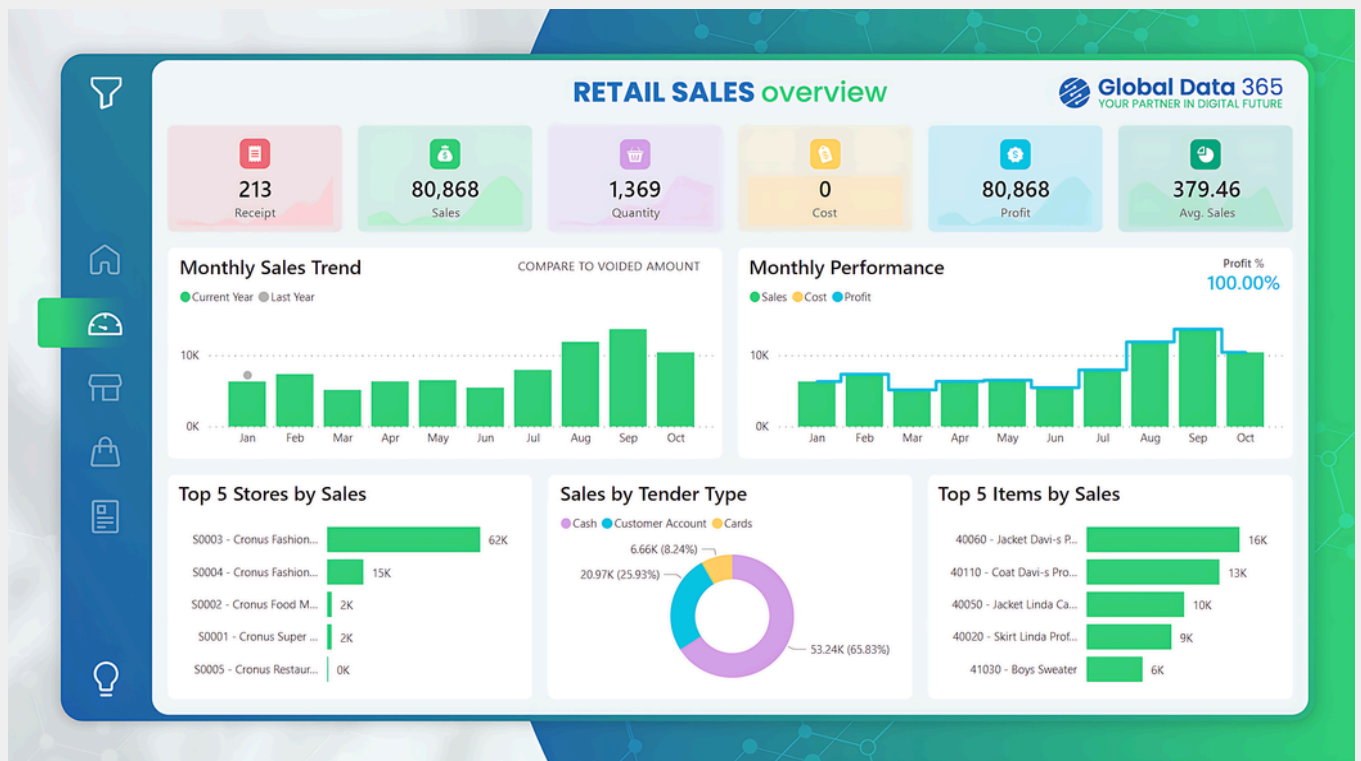 RETAIL SALES overview
Global Data 365
YOUR PARTNER IN DIGITAL FUTURE
213
Receipt
80,868
Sales
1,369
Quantity
0
Cost
80,868
Profit
379.46
Avg. Sales
Monthly Sales Trend
COMPARE TO VOIDED AMOUNT
Current Year Last Year
10K
0K
Jan Feb Mar Apr May Jun Jul Aug Sep Oct
Monthly Performance
Profit %
100.00%
Sales Cost Profit
10K
0K
Jan Feb Mar Apr May Jun Jul Aug Sep Oct
Top 5 Stores by Sales
S0003 - Cronus Fashion... 62K
S0004 - Cronus Fashion... 15K
S0002 - Cronus Food M... 2K
S0001 - Cronus Super ... 2K
S0005 - Cronus Restaur... 0K
Sales by Tender Type
Cash Customer Account Cards
6.66K (8.24%)
20.97K (25.93%)
53.24K (65.83%)
Top 5 Items by Sales
40060 - Jacket Davi-s P... 16K
40110 - Coat Davi-s Pro... 13K
40050 - Jacket Linda Ca... 10K
40020 - Skirt Linda Prof... 9K
41030 - Boys Sweater 6K